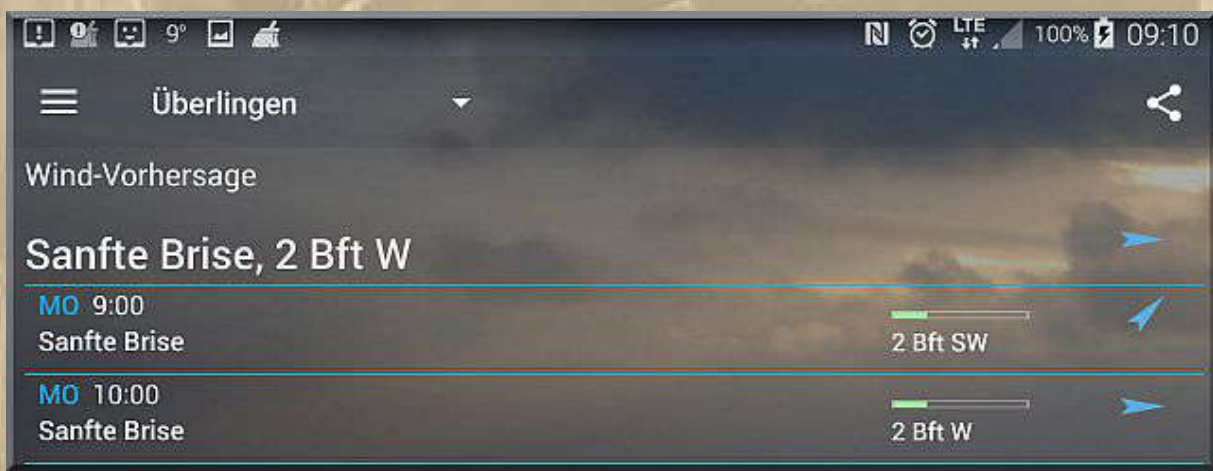 9° LTE 100% 09:10
Überlingen
Wind-Vorhersage
Sanfte Brise, 2 Bft W
MO 9:00
Sanfte Brise
2 Bft SW
MO 10:00
Sanfte Brise
2 Bft W